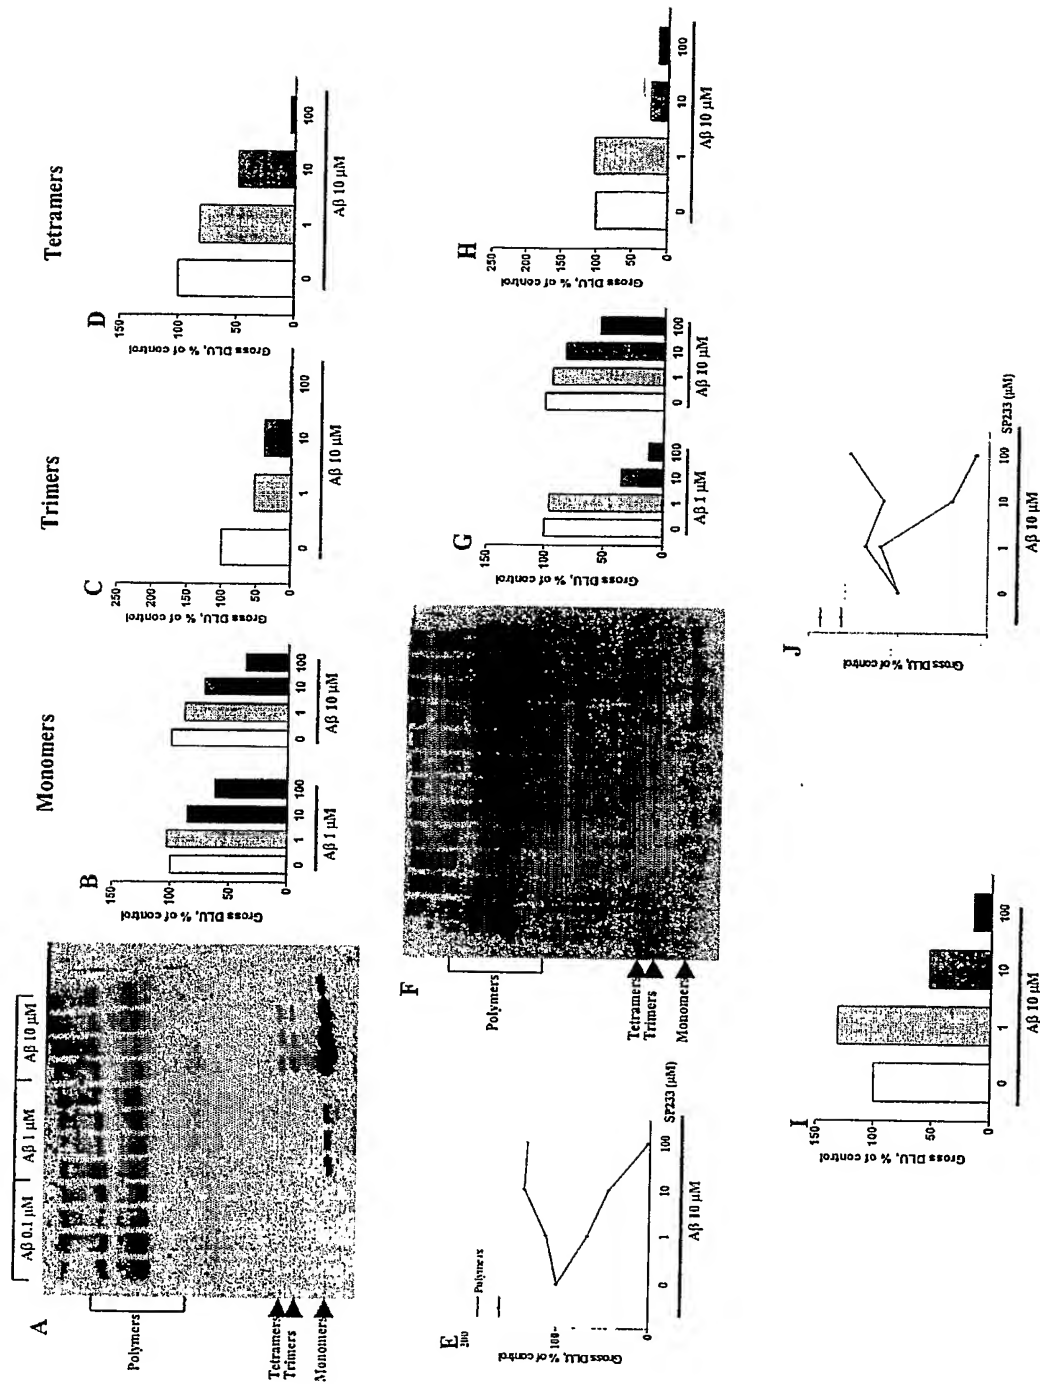 Monomers
Trimers
Tetramers
A
Aβ 0.1 µM
Aβ 1 µM
Aβ 10 µM
Polymers
Tetramers
Trimers
Monomers
B
Gross DLU, % of control
150
100
50
0
0 1 10 100 0 1 10 100
Aβ 1 µM
Aβ 10 µM
C
Gross DLU, % of control
250
200
150
100
50
0
0 1 10 100
Aβ 10 µM
D
Gross DLU, % of control
150
100
50
0
0 1 10 100
Aβ 10 µM
E
200
Polymers
Gross DLU, % of control
100
0
0 1 10 100 SP233 (µM)
Aβ 10 µM
F
Polymers
Tetramers
Trimers
Monomers
G
Gross DLU, % of control
150
100
50
0
0 1 10 100 0 1 10 100
Aβ 1 µM
Aβ 10 µM
H
Gross DLU, % of control
250
200
150
100
50
0
0 1 10 100
Aβ 10 µM
I
Gross DLU, % of control
150
100
50
0
0 1 10 100
Aβ 10 µM
J
Gross DLU, % of control
0 1 10 100 SP233 (µM)
Aβ 10 µM